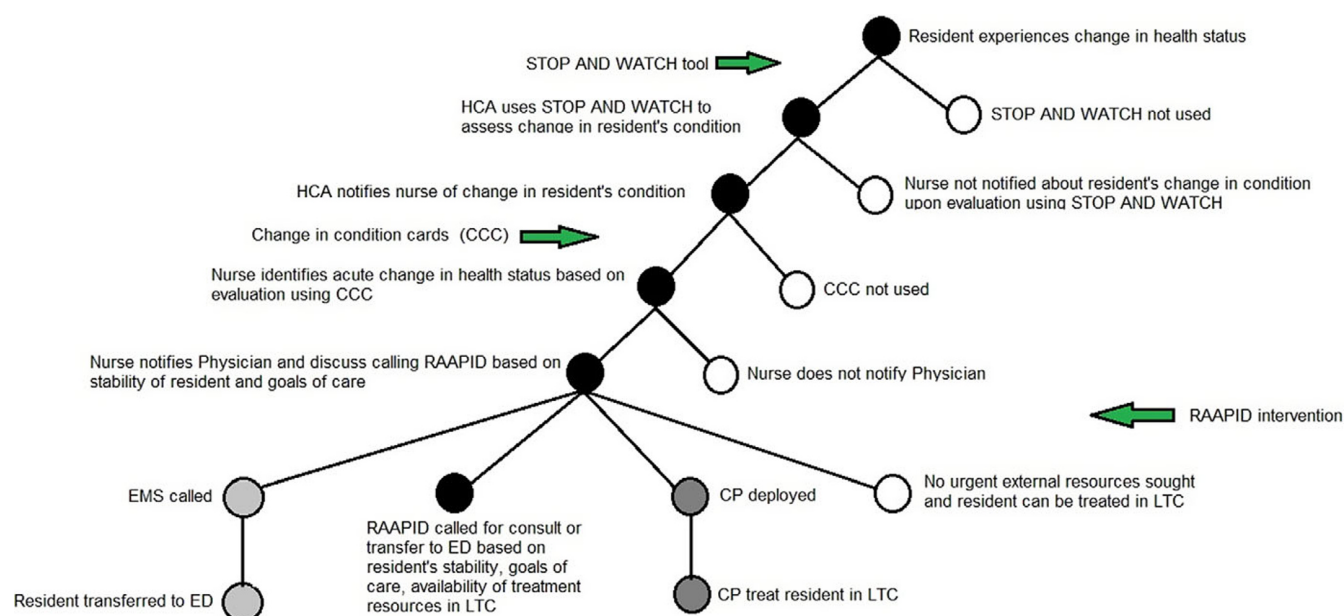 Resident experiences change in health status
STOP AND WATCH tool
HCA uses STOP AND WATCH to
assess change in resident's condition
STOP AND WATCH not used
HCA notifies nurse of change in resident's condition
Nurse not notified about resident's change in condition
upon evaluation using STOP AND WATCH
Change in condition cards (CCC)
Nurse identifies acute change in health status based on
evaluation using CCC
CCC not used
Nurse notifies Physician and discuss calling RAAPID based on
stability of resident and goals of care
Nurse does not notify Physician
RAAPID intervention
EMS called
RAAPID called for consult or
transfer to ED based on
resident's stability, goals of
care, availability of treatment
resources in LTC
CP deployed
No urgent external resources sought
and resident can be treated in LTC
Resident transferred to ED
CP treat resident in LTC